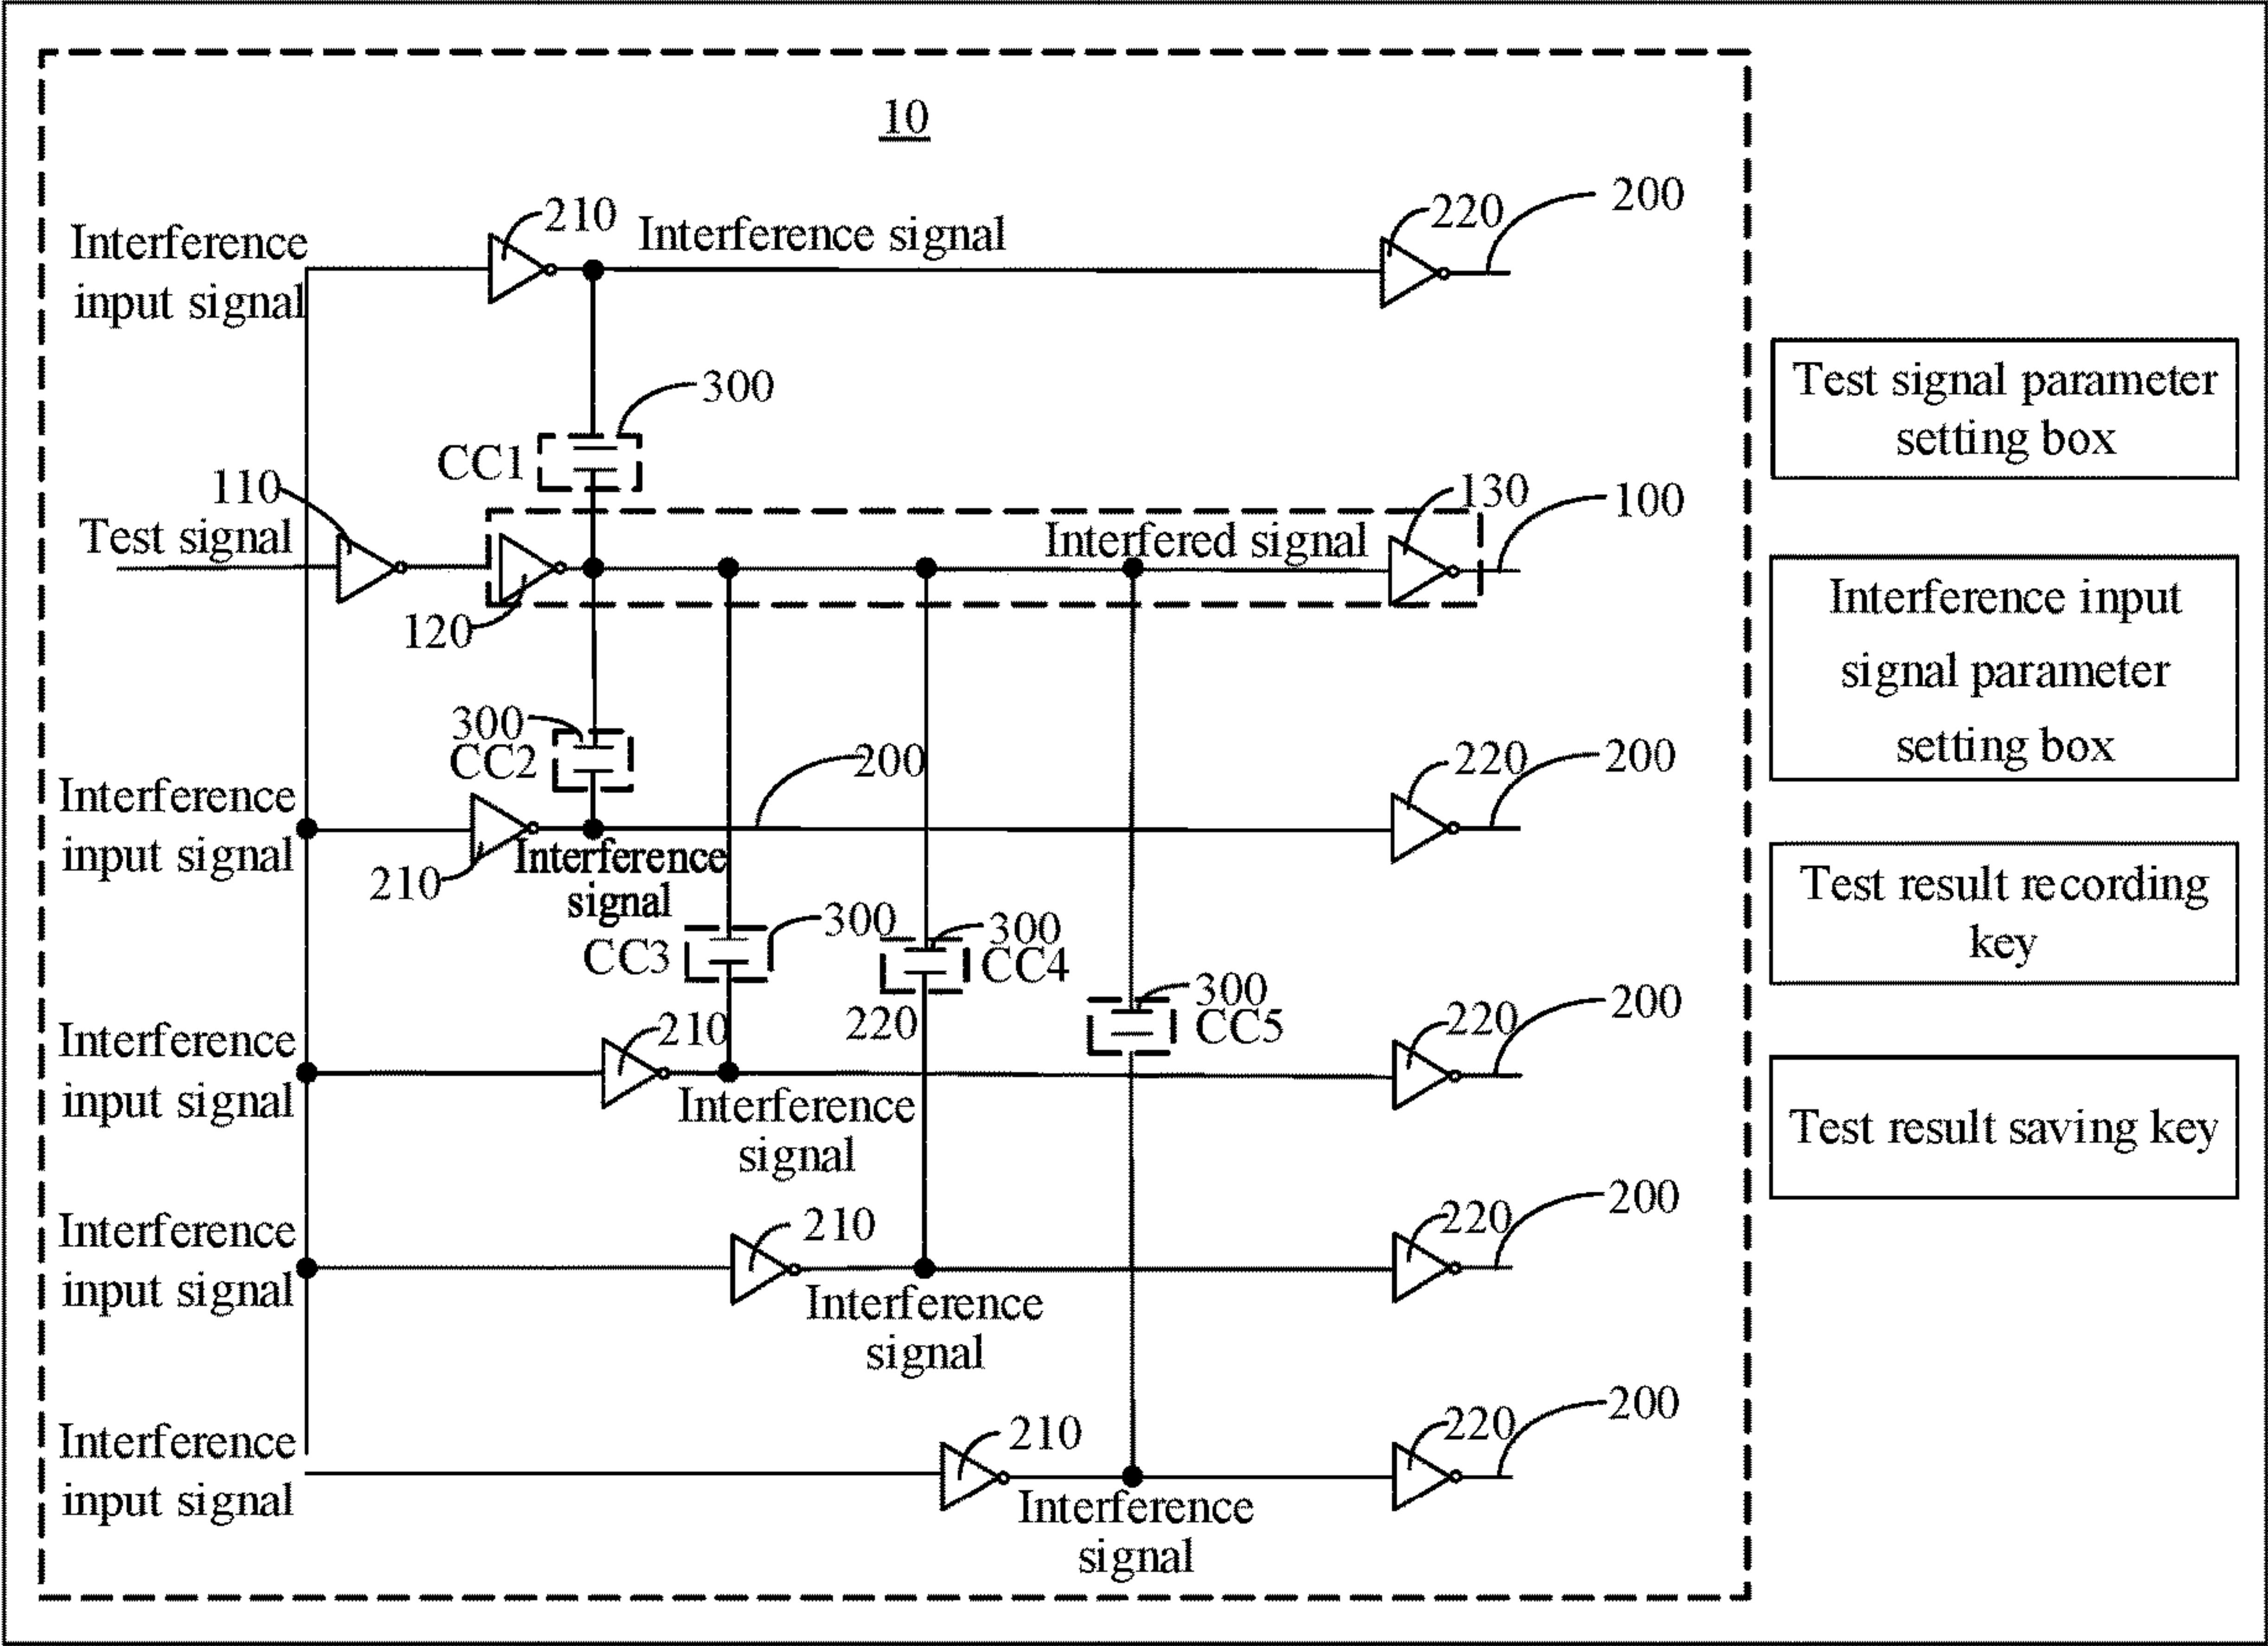 10
210
Interference signal
220
200
Interference
input signal
300
CC1
110
130
100
Test signal
Interfered signal
120
300
CC2
200
220
200
Interference
input signal
210
Interference
signal
300
CC3
300
CC4
300
CC5
220
210
220
200
Interference
input signal
Interference
signal
210
220
200
Interference
input signal
Interference
signal
210
220
200
Interference
input signal
Interference
signal
Test signal parameter
setting box
Interference input
signal parameter
setting box
Test result recording
key
Test result saving key